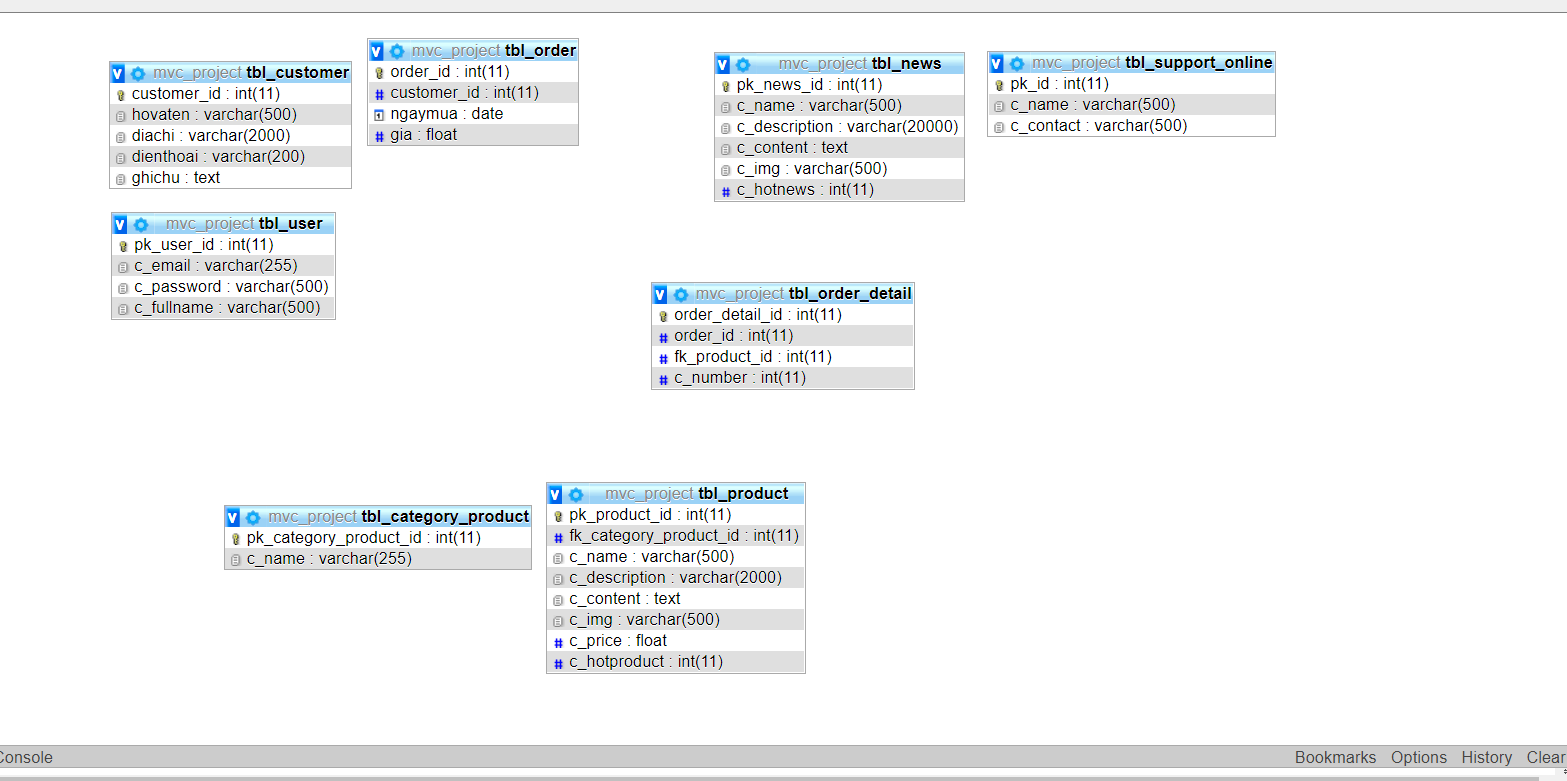 mvc_project tbl_customer
customer_id : int(11)
hovaten : varchar(500)
diachi : varchar(2000)
dienthoai : varchar(200)
ghichu : text
mvc_project tbl_order
order_id : int(11)
customer_id : int(11)
ngaymua : date
gia : float
mvc_project tbl_news
pk_news_id : int(11)
c_name : varchar(500)
c_description : varchar(20000)
c_content : text
c_img : varchar(500)
c_hotnews : int(11)
mvc_project tbl_support_online
pk_id : int(11)
c_name : varchar(500)
c_contact : varchar(500)
mvc_project tbl_user
pk_user_id : int(11)
c_email : varchar(255)
c_password : varchar(500)
c_fullname : varchar(500)
mvc_project tbl_order_detail
order_detail_id : int(11)
order_id : int(11)
fk_product_id : int(11)
c_number : int(11)
mvc_project tbl_category_product
pk_category_product_id : int(11)
c_name : varchar(255)
mvc_project tbl_product
pk_product_id : int(11)
fk_category_product_id : int(11)
c_name : varchar(500)
c_description : varchar(2000)
c_content : text
c_img : varchar(500)
c_price : float
c_hotproduct : int(11)
Console Bookmarks Options History Clear